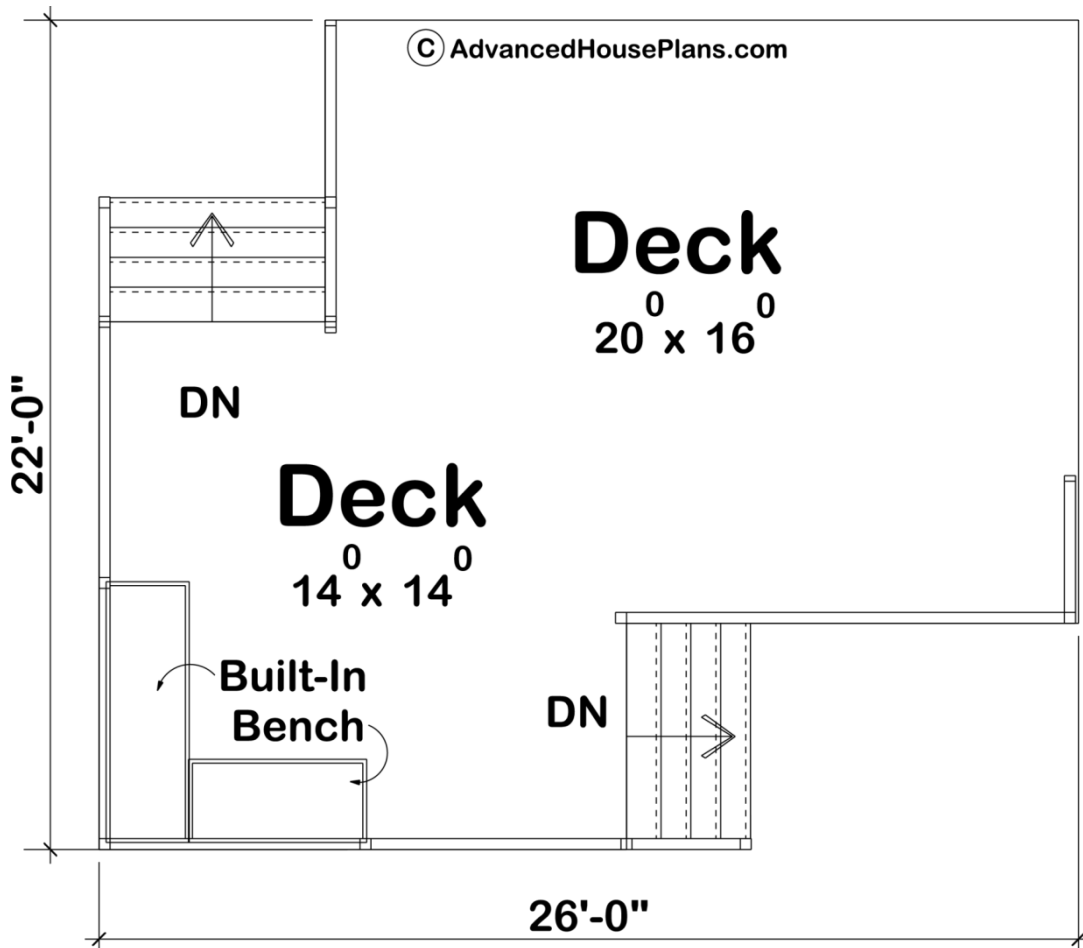 © AdvancedHousePlans.com
Deck
20⁰ x 16⁰
DN
22'-0"
Deck
14⁰ x 14⁰
Built-In
Bench
DN
26'-0"